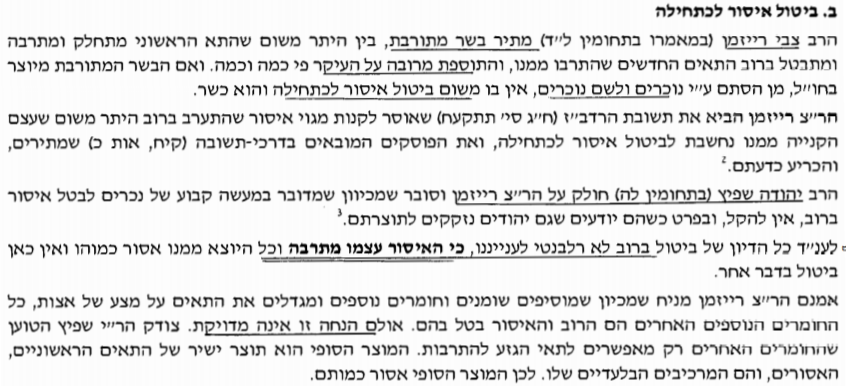 ב. ביטול איסור לכתחילה
הרב צבי רייזמן (במאמרו בתחומין ל"ד) מתיר בשר מתורבת, בין היתר משום שהתא הראשוני מתחלק ומתרבה
ומתבטל ברוב התאים החדשים שהתרבו ממנו, והתוספת מרובה על העיקר פי כמה וכמה. ואם הבשר המתורבת מיוצר
בחו"ל, מן הסתם ע"י נוכרים ולשם נוכרים, אין בו משום ביטול איסור לכתחילה והוא כשר.
הר"צ רייזמן הביא את תשובת הרדב"ז (ח"ג סי' תתקעח) שאוסר לקנות מגוי איסור שהתערב ברוב היתר משום שעצם
הקנייה ממנו נחשבת לביטול איסור לכתחילה, ואת הפוסקים המובאים בדרכי-תשובה (קיח, אות כ) שמתירים,
והכריע כדעתם.2
הרב יהודה שפיץ (בתחומין לה) חולק על הר"צ רייזמן וסובר שמכיוון שמדובר במעשה קבוע של נכרים לבטל איסור
ברוב, אין להקל, ובפרט כשהם יודעים שגם יהודים נזקקים לתוצרתם.3
לענ"ד כל הדיון של ביטול ברוב לא רלבנטי לענייננו, כי האיסור עצמו מתרבה וכל היוצא ממנו אסור כמוהו ואין כאן
ביטול בדבר אחר.
אמנם הר"צ רייזמן מניח שמכיון שמוסיפים שומנים וחומרים נוספים ומגדלים את התאים על מצע של אצות, כל
החומרים הנוספים האחרים הם הרוב והאיסור בטל בהם. אולם הנחה זו אינה מדויקת. צודק הר"י שפיץ הטוען
שהחומרים האחרים רק מאפשרים לתאי הגזע להתרבות. המוצר הסופי הוא תוצר ישיר של התאים הראשוניים,
האסורים, והם המרכיבים הבלעדיים שלו. לכן המוצר הסופי אסור כמותם.